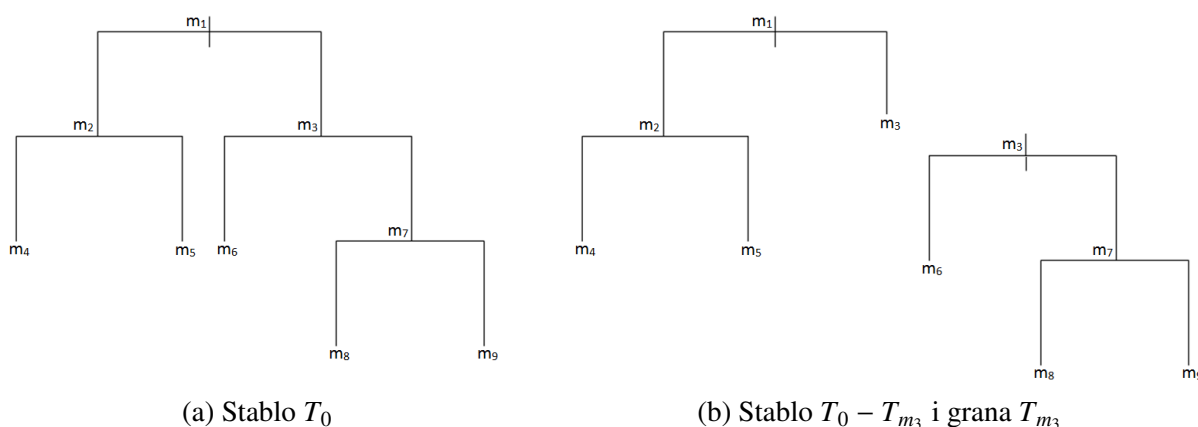 m₁
m₂ m₃
m₄ m₅ m₆ m₇
m₈ m₉
(a) Stablo T₀
m₁
m₂ m₃
m₃
m₄ m₅ m₆ m₇
m₈ m₉
(b) Stablo T₀ − Tₘ₃ i grana Tₘ₃